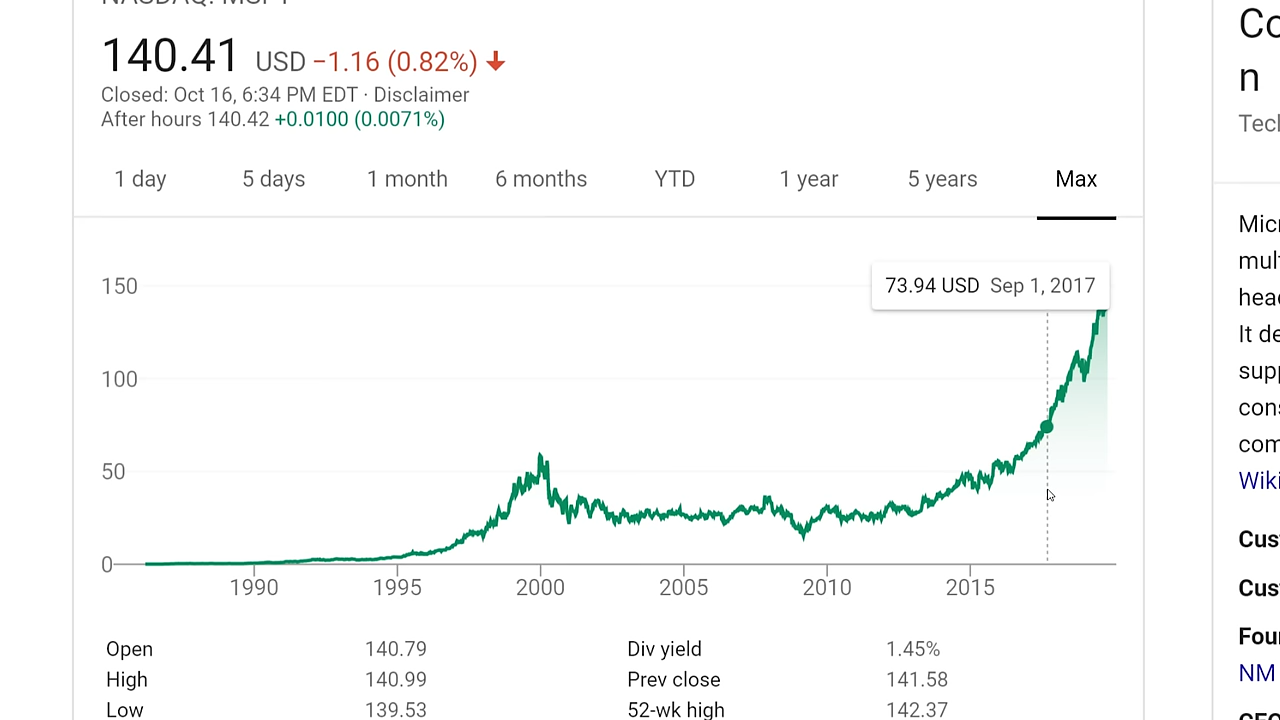 140.41 USD −1.16 (0.82%)
Closed: Oct 16, 6:34 PM EDT · Disclaimer
After hours 140.42 +0.0100 (0.0071%)
1 day 5 days 1 month 6 months YTD 1 year 5 years Max
73.94 USD Sep 1, 2017
150
100
50
0
1990 1995 2000 2005 2010 2015
Open 140.79 Div yield 1.45%
High 140.99 Prev close 141.58
Low 139.53 52-wk high 142.37
n
It
NM